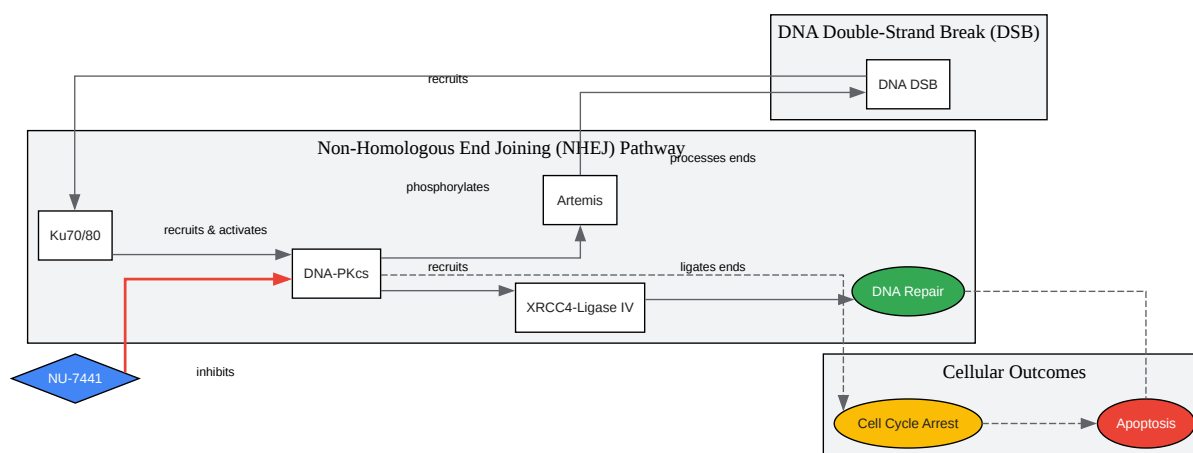 DNA Double-Strand Break (DSB)
recruits
DNA DSB
Non-Homologous End Joining (NHEJ) Pathway
processes ends
phosphorylates
Artemis
Ku70/80
recruits & activates
DNA-PKcs
recruits
ligates ends
DNA Repair
XRCC4-Ligase IV
NU-7441
inhibits
Cellular Outcomes
Cell Cycle Arrest
Apoptosis